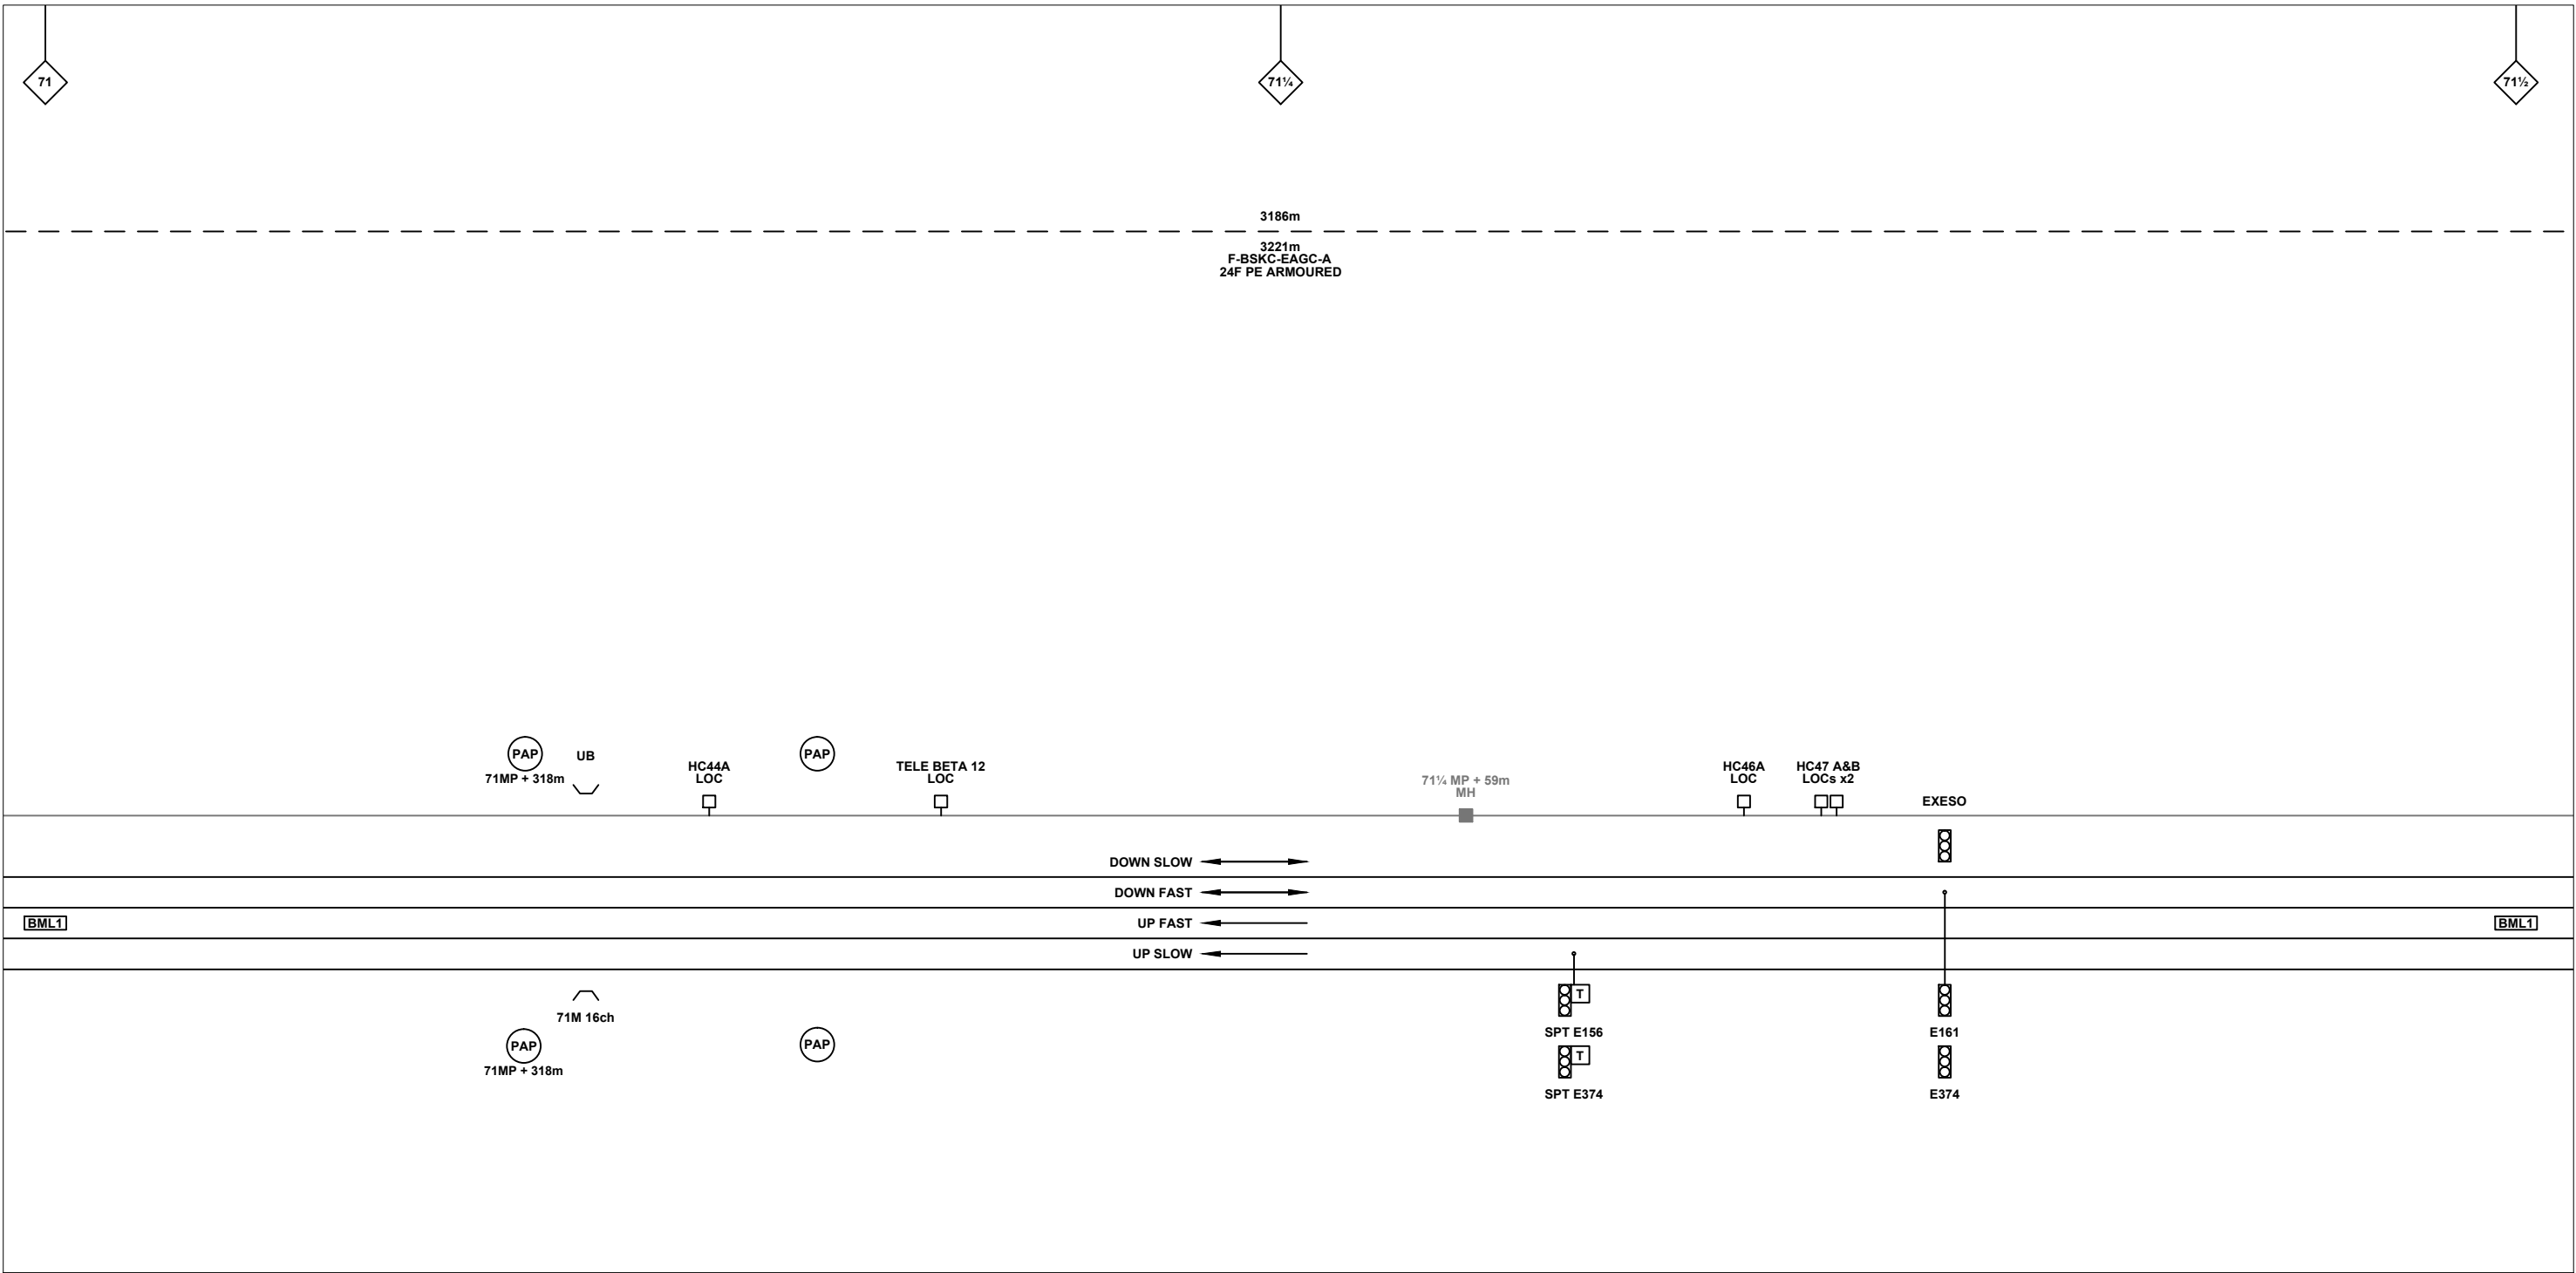 71
71¼
71½
3186m
3221m
F-BSKC-EAGC-A
24F PE ARMOURED
PAP
71MP + 318m
UB
HC44A
LOC
PAP
TELE BETA 12
LOC
71¼ MP + 59m
MH
HC46A
LOC
HC47 A&B
LOCs x2
EXESO
DOWN SLOW
DOWN FAST
BML1
UP FAST
BML1
UP SLOW
71M 16ch
PAP
71MP + 318m
PAP
T
SPT E156
T
SPT E374
E161
E374